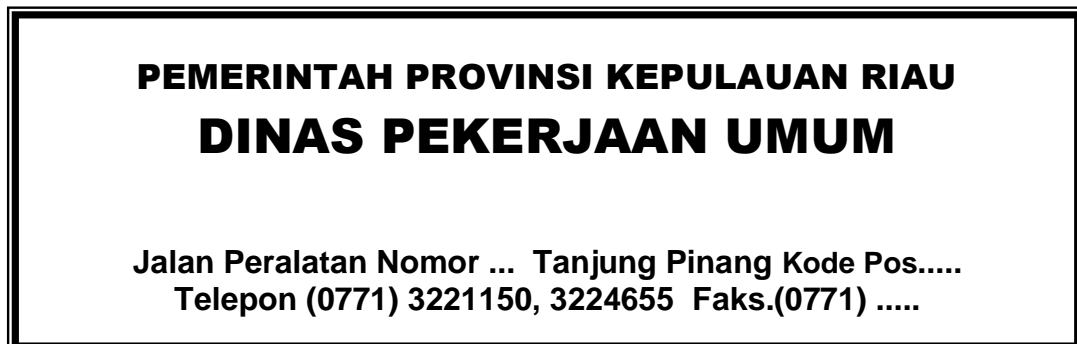 PEMERINTAH PROVINSI KEPULAUAN RIAU
DINAS PEKERJAAN UMUM
Jalan Peralatan Nomor ... Tanjung Pinang Kode Pos.....
Telepon (0771) 3221150, 3224655 Faks.(0771) .....